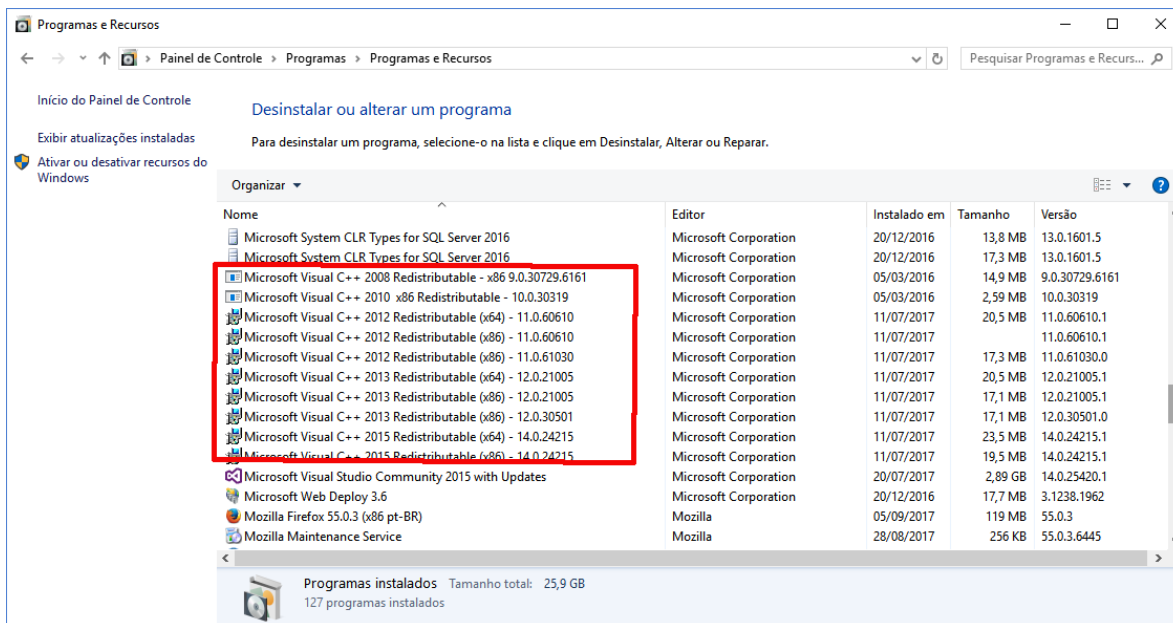 Programas e Recursos
Painel de Controle > Programas > Programas e Recursos
Pesquisar Programas e Recurs...
Início do Painel de Controle
Exibir atualizações instaladas
Ativar ou desativar recursos do
Windows
Desinstalar ou alterar um programa
Para desinstalar um programa, selecione-o na lista e clique em Desinstalar, Alterar ou Reparar.
Organizar
Nome Editor Instalado em Tamanho Versão
Microsoft System CLR Types for SQL Server 2016 Microsoft Corporation 20/12/2016 13,8 MB 13.0.1601.5
Microsoft System CLR Types for SQL Server 2016 Microsoft Corporation 20/12/2016 17,3 MB 13.0.1601.5
Microsoft Visual C++ 2008 Redistributable - x86 9.0.30729.6161 Microsoft Corporation 05/03/2016 14,9 MB 9.0.30729.6161
Microsoft Visual C++ 2010 x86 Redistributable - 10.0.30319 Microsoft Corporation 05/03/2016 2,59 MB 10.0.30319
Microsoft Visual C++ 2012 Redistributable (x64) - 11.0.60610 Microsoft Corporation 11/07/2017 20,5 MB 11.0.60610.1
Microsoft Visual C++ 2012 Redistributable (x86) - 11.0.60610 Microsoft Corporation 11/07/2017 11.0.60610.1
Microsoft Visual C++ 2012 Redistributable (x86) - 11.0.61030 Microsoft Corporation 11/07/2017 17,3 MB 11.0.61030.0
Microsoft Visual C++ 2013 Redistributable (x64) - 12.0.21005 Microsoft Corporation 11/07/2017 20,5 MB 12.0.21005.1
Microsoft Visual C++ 2013 Redistributable (x86) - 12.0.21005 Microsoft Corporation 11/07/2017 17,1 MB 12.0.21005.1
Microsoft Visual C++ 2013 Redistributable (x86) - 12.0.30501 Microsoft Corporation 11/07/2017 17,1 MB 12.0.30501.0
Microsoft Visual C++ 2015 Redistributable (x64) - 14.0.24215 Microsoft Corporation 11/07/2017 23,5 MB 14.0.24215.1
Microsoft Visual C++ 2015 Redistributable (x86) - 14.0.24215 Microsoft Corporation 11/07/2017 19,5 MB 14.0.24215.1
Microsoft Visual Studio Community 2015 with Updates Microsoft Corporation 20/07/2017 2,89 GB 14.0.25420.1
Microsoft Web Deploy 3.6 Microsoft Corporation 20/12/2016 17,7 MB 3.1238.1962
Mozilla Firefox 55.0.3 (x86 pt-BR) Mozilla 05/09/2017 119 MB 55.0.3
Mozilla Maintenance Service Mozilla 28/08/2017 256 KB 55.0.3.6445
Programas instalados Tamanho total: 25,9 GB
127 programas instalados